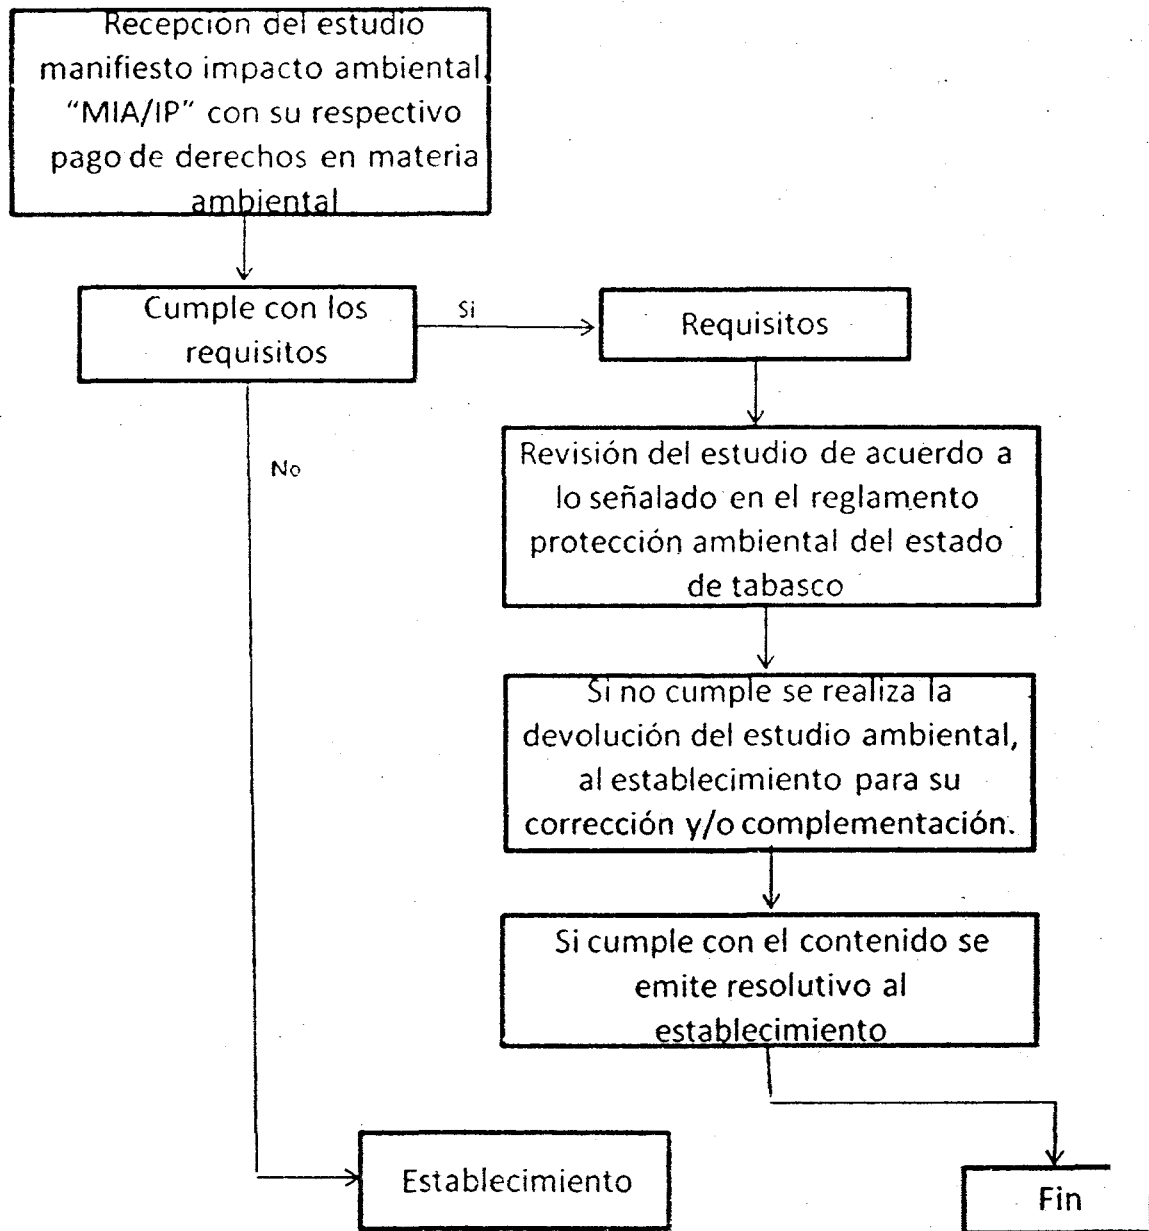 Recepción del estudio
manifiesto impacto ambiental
"MIA/IP" con su respectivo
pago de derechos en materia
ambiental
Cumple con los
requisitos
Si
Requisitos
No
Revisión del estudio de acuerdo a
lo señalado en el reglamento
protección ambiental del estado
de tabasco
Si no cumple se realiza la
devolución del estudio ambiental,
al establecimiento para su
corrección y/o complementación.
Si cumple con el contenido se
emite resolutivo al
establecimiento
Establecimiento
Fin